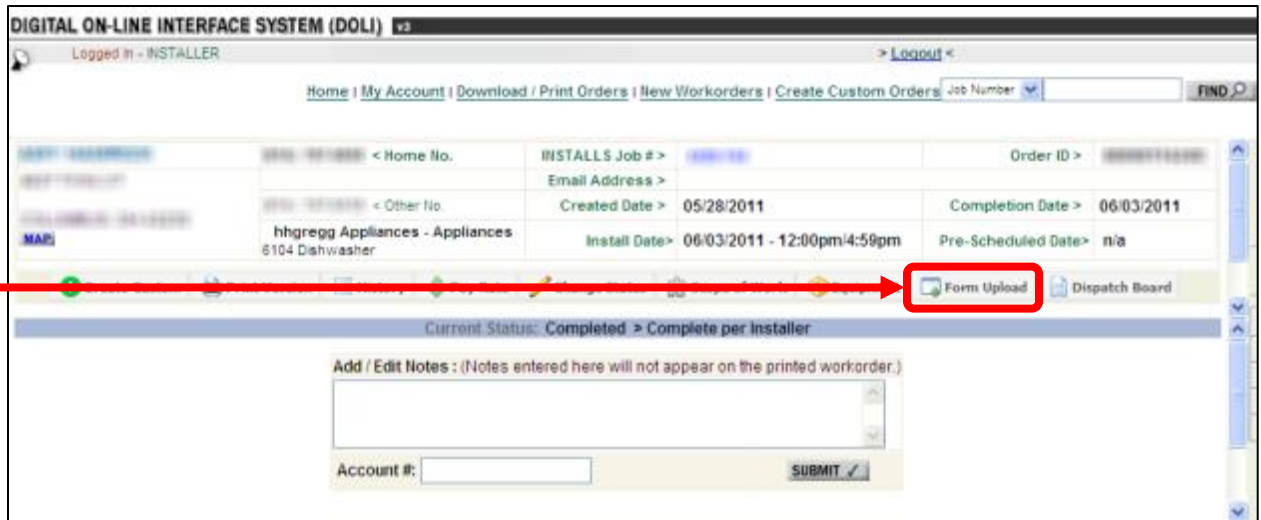 DIGITAL ON-LINE INTERFACE SYSTEM (DOLI) v3
Logged In - INSTALLER > Logout <
Home | My Account | Download / Print Orders | New Workorders | Create Custom Orders Job Number FIND
< Home No. INSTALLS Job # > Order ID >
Email Address >
< Other No. Created Date > 05/28/2011 Completion Date > 06/03/2011
MAP hhgregg Appliances - Appliances Install Date> 06/03/2011 - 12:00pm/4:59pm Pre-Scheduled Date> n/a
6104 Dishwasher
Form Upload Dispatch Board
Current Status: Completed > Complete per Installer
Add / Edit Notes : (Notes entered here will not appear on the printed workorder.)
Account #: SUBMIT ✓